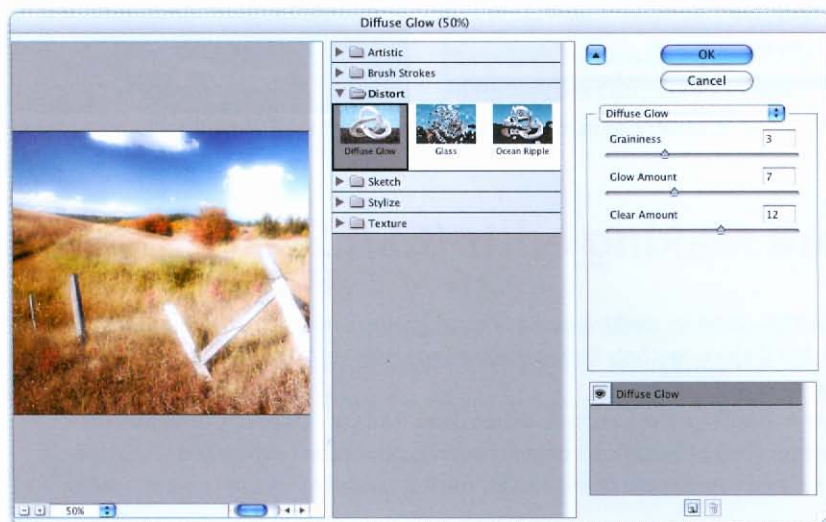 Diffuse Glow (50%)
Artistic
Brush Strokes
Distort
Diffuse Glow
Glass
Ocean Ripple
Sketch
Stylize
Texture
50%
OK
Cancel
Diffuse Glow
Graininess 3
Glow Amount 7
Clear Amount 12
Diffuse Glow